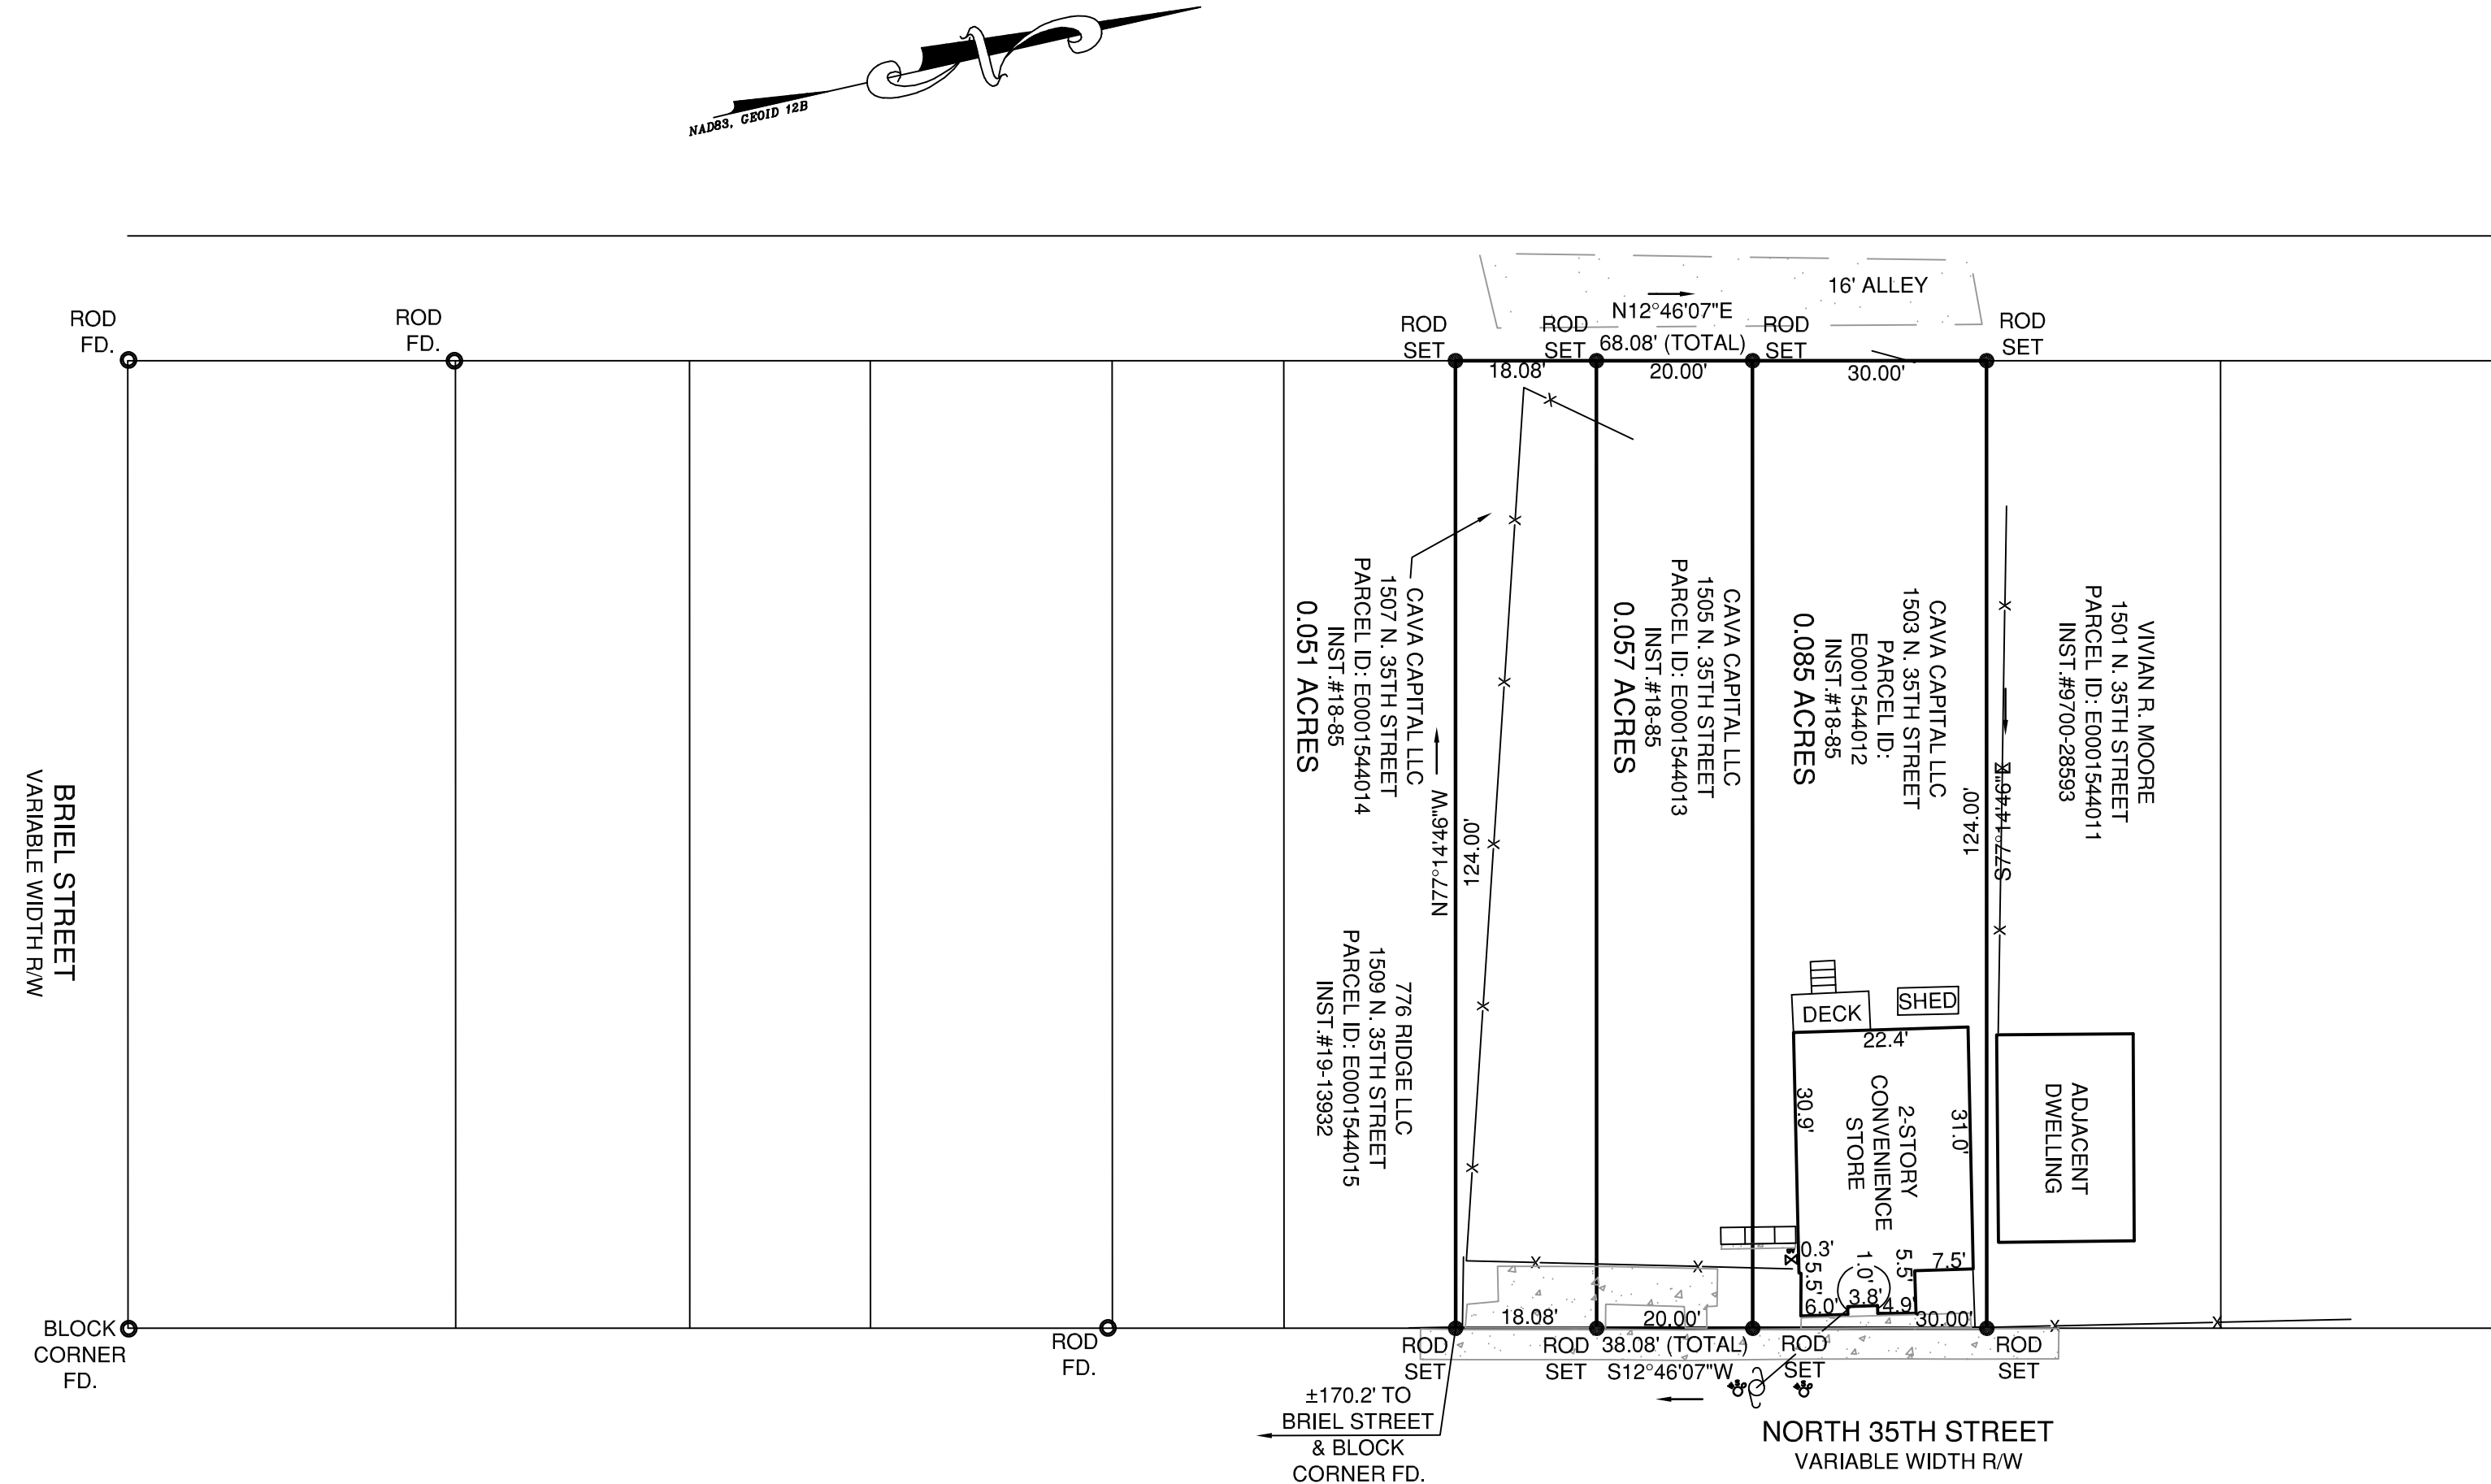 NAD83, GEOID 12B
N
16' ALLEY
N12°46'07"E
68.08' (TOTAL)
ROD
FD.
ROD
FD.
ROD
SET
ROD
SET
ROD
SET
ROD
SET
18.08'
20.00'
30.00'
BRIEL STREET
VARIABLE WIDTH R/W
CAVA CAPITAL LLC
1507 N. 35TH STREET
PARCEL ID: E0001544014
INST.#18-85
0.051 ACRES
N77°14'46"W
124.00'
776 RIDGE LLC
1509 N. 35TH STREET
PARCEL ID: E0001544015
INST.#19-13932
CAVA CAPITAL LLC
1505 N. 35TH STREET
PARCEL ID: E0001544013
INST.#18-85
0.057 ACRES
CAVA CAPITAL LLC
1503 N. 35TH STREET
PARCEL ID:
E0001544012
INST.#18-85
0.085 ACRES
124.00'
S77°14'46"E
VIVIAN R. MOORE
1501 N. 35TH STREET
PARCEL ID: E0001544011
INST.#9700-28593
DECK
SHED
22.4'
30.9'
31.0'
2-STORY
CONVENIENCE
STORE
ADJACENT
DWELLING
0.3'
5.5'
6.0'
1.0'
3.8'
5.5'
4.9'
7.5'
18.08'
20.00'
30.00'
BLOCK
CORNER
FD.
ROD
FD.
ROD
SET
ROD
SET
38.08' (TOTAL)
S12°46'07"W
ROD
SET
ROD
SET
±170.2' TO
BRIEL STREET
& BLOCK
CORNER FD.
NORTH 35TH STREET
VARIABLE WIDTH R/W